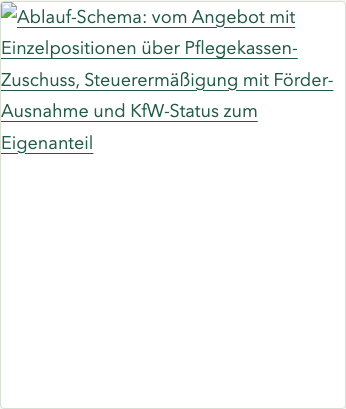 Ablauf-Schema: vom Angebot mit
Einzelpositionen über Pflegekassen-
Zuschuss, Steuerermäßigung mit Förder-
Ausnahme und KfW-Status zum
Eigenanteil